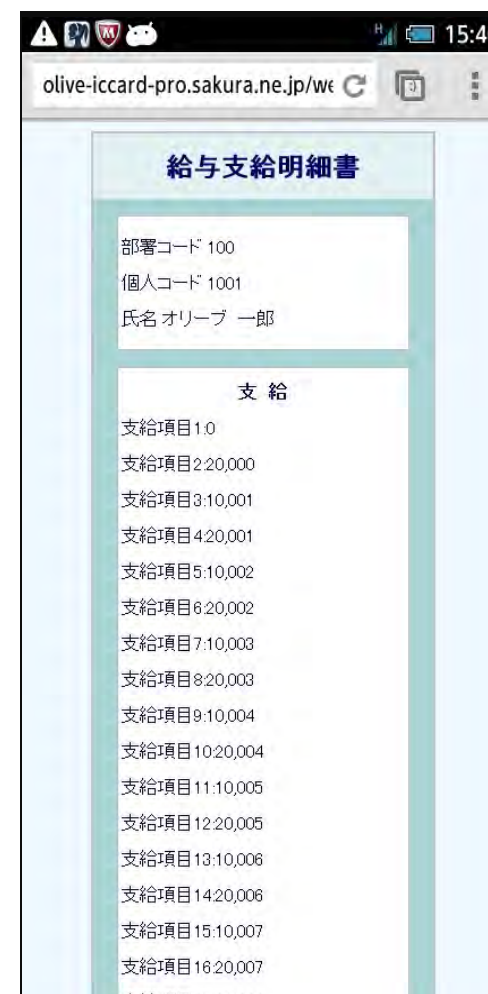 15:4
olive-iccard-pro.sakura.ne.jp/we
給与支給明細書
部署コード 100
個人コード 1001
氏名 オリーブ 一郎
支 給
支給項目1:0
支給項目2:20,000
支給項目3:10,001
支給項目4:20,001
支給項目5:10,002
支給項目6:20,002
支給項目7:10,003
支給項目8:20,003
支給項目9:10,004
支給項目10:20,004
支給項目11:10,005
支給項目12:20,005
支給項目13:10,006
支給項目14:20,006
支給項目15:10,007
支給項目16:20,007